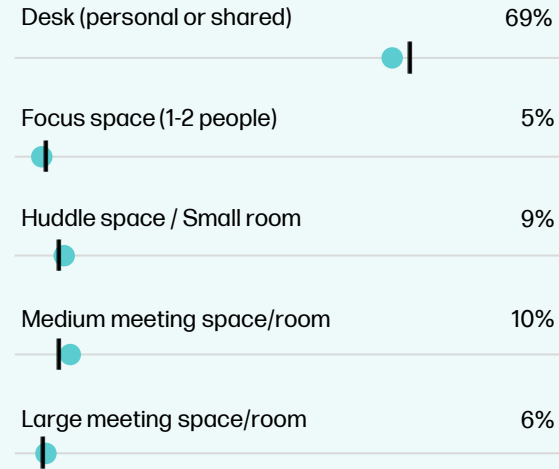 Desk (personal or shared) 69%
Focus space (1-2 people) 5%
Huddle space / Small room 9%
Medium meeting space/room 10%
Large meeting space/room 6%